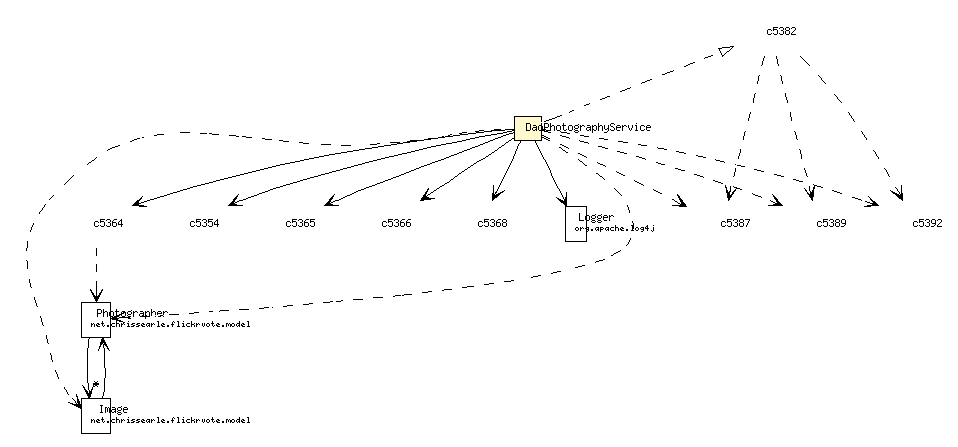 c5382
DaoPhotographyService
c5364
c5354
c5365
c5366
c5368
Logger
org.apache.log4j
c5387
c5389
c5392
Photographer
net.chrissearle.flickrvote.model
*
Image
net.chrissearle.flickrvote.model